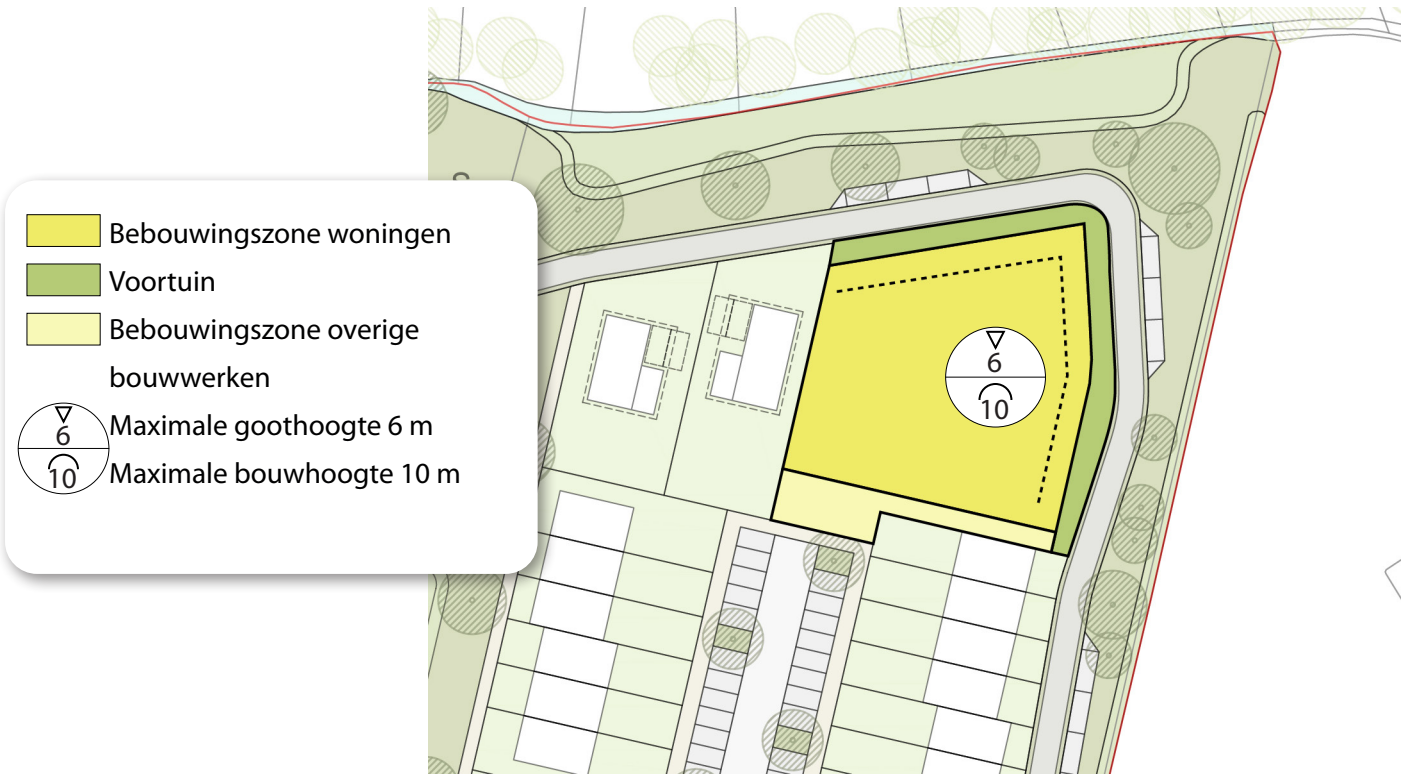 Bebouwingszone woningen
Voortuin
Bebouwingszone overige
bouwwerken
6
10
Maximale goothoogte 6 m
Maximale bouwhoogte 10 m
6
10